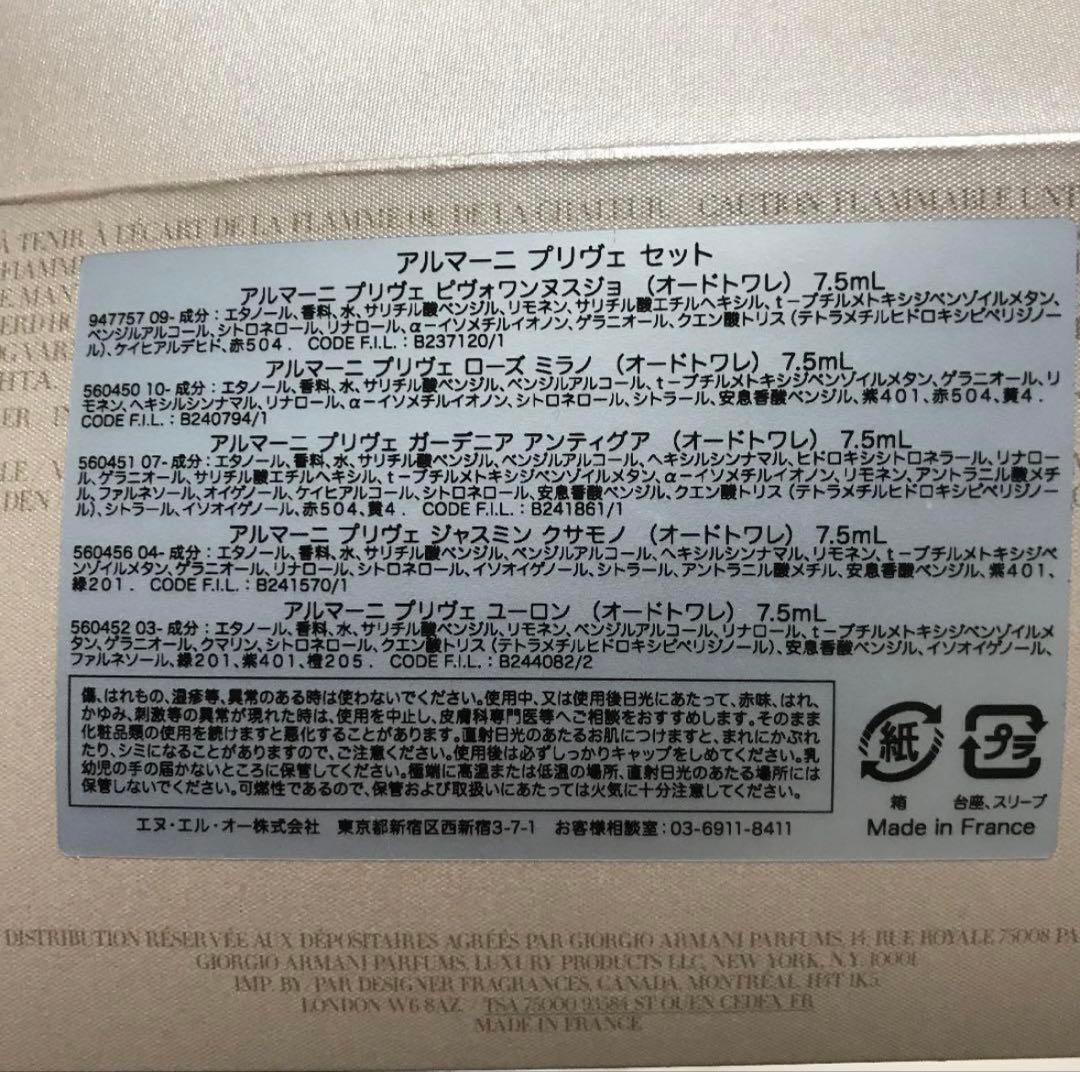 À TENIR À L'ÉCART DE LA FLAMME OU DE LA CHALEUR. CAUTION FLAMMABLE UNT
アルマーニ プリヴェ セット
アルマーニ プリヴェ ピヴォワンヌスジョ (オードトワレ) 7.5mL
947757 09- 成分：エタノール、香料、水、サリチル酸ベンジル、リモネン、サリチル酸エチルヘキシル、t－ブチルメトキシジベンゾイルメタン、
ベンジルアルコール、シトロネロール、リナロール、α－イソメチルイオノン、ゲラニオール、クエン酸トリス（テトラメチルヒドロキシピペリジノー
ル）、ケイヒアルデヒド、赤504． CODE F.I.L.：B237120/1
アルマーニ プリヴェ ローズ ミラノ (オードトワレ) 7.5mL
560450 10- 成分：エタノール、香料、水、サリチル酸ベンジル、ベンジルアルコール、t－ブチルメトキシジベンゾイルメタン、ゲラニオール、リ
モネン、ヘキシルシンナマル、リナロール、α－イソメチルイオノン、シトロネロール、シトラール、安息香酸ベンジル、紫401、赤504、黄4．
CODE F.I.L.：B240794/1
アルマーニ プリヴェ ガーデニア アンティグア (オードトワレ) 7.5mL
560451 07- 成分：エタノール、香料、水、サリチル酸ベンジル、ベンジルアルコール、ヘキシルシンナマル、ヒドロキシシトロネラール、リナロー
ル、ゲラニオール、サリチル酸エチルヘキシル、t－ブチルメトキシジベンゾイルメタン、α－イソメチルイオノン、リモネン、アントラニル酸メチ
ル、ファルネソール、オイゲノール、ケイヒアルコール、シトロネロール、安息香酸ベンジル、クエン酸トリス（テトラメチルヒドロキシピペリジノー
ル）、シトラール、イソオイゲノール、赤504、黄4． CODE F.I.L.：B241861/1
アルマーニ プリヴェ ジャスミン クサモノ (オードトワレ) 7.5mL
560456 04- 成分：エタノール、香料、水、サリチル酸ベンジル、ベンジルアルコール、ヘキシルシンナマル、リモネン、t－ブチルメトキシジベ
ンゾイルメタン、ゲラニオール、リナロール、シトロネロール、イソオイゲノール、シトラール、アントラニル酸メチル、安息香酸ベンジル、紫401、
緑201． CODE F.I.L.：B241570/1
アルマーニ プリヴェ ユーロン (オードトワレ) 7.5mL
560452 03- 成分：エタノール、香料、水、サリチル酸ベンジル、リモネン、ベンジルアルコール、リナロール、t－ブチルメトキシジベンゾイルメ
タン、ゲラニオール、クマリン、シトロネロール、クエン酸トリス（テトラメチルヒドロキシピペリジノール）、安息香酸ベンジル、イソオイゲノール、
ファルネソール、緑201、紫401、橙205． CODE F.I.L.：B244082/2
傷、はれもの、湿疹等、異常のある時は使わないでください。使用中、又は使用後日光にあたって、赤味、はれ、
かゆみ、刺激等の異常が現れた時は、使用を中止し、皮膚科専門医等へご相談をおすすめします。そのまま
化粧品類の使用を続けますと悪化することがあります。直射日光のあたるお肌につけますと、まれにかぶれ
たり、シミになることがありますので、ご注意ください。使用後は必ずしっかりキャップをしめてください。乳
幼児の手の届かないところに保管してください。極端に高温または低温の場所、直射日光のあたる場所には
保管しないでください。可燃性であるので、保管および取扱いにあたっては火気に十分注意してください。
紙 プラ
箱 台座、スリーブ
エヌ・エル・オー株式会社 東京都新宿区西新宿3-7-1 お客様相談室：03-6911-8411
Made in France
DISTRIBUTION RÉSERVÉE AUX DÉPOSITAIRES AGRÉÉS PAR GIORGIO ARMANI PARFUMS, 14, RUE ROYALE 75008 PA
GIORGIO ARMANI PARFUMS, LUXURY PRODUCTS LLC, NEW YORK, N.Y. 10001
IMP. BY / PAR DESIGNER FRAGRANCES, CANADA, MONTRÉAL, H4T 1K5
LONDON W6 8AZ / TSA 75000 93584 ST OUEN CEDEX FR
MADE IN FRANCE